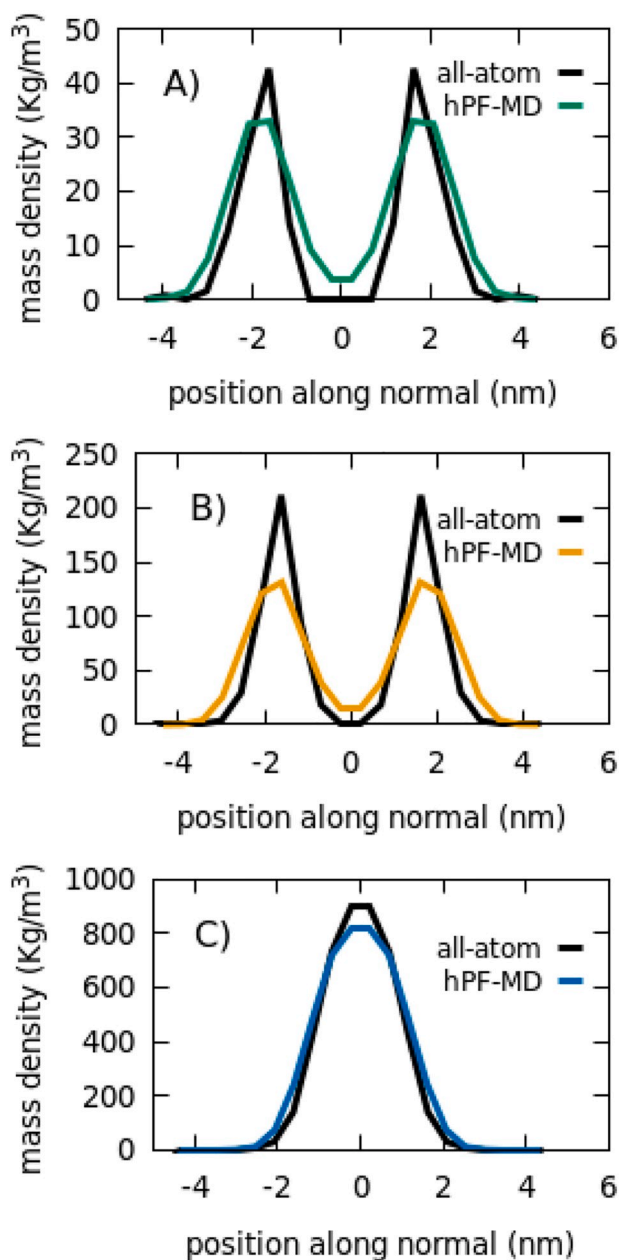 50
40
30
20
10
0
mass density (Kg/m³)
A)
all-atom
hPF-MD
-4 -2 0 2 4 6
position along normal (nm)
250
200
150
100
50
0
mass density (Kg/m³)
B)
all-atom
hPF-MD
-4 -2 0 2 4 6
position along normal (nm)
1000
800
600
400
200
0
mass density (Kg/m³)
C)
all-atom
hPF-MD
-4 -2 0 2 4 6
position along normal (nm)